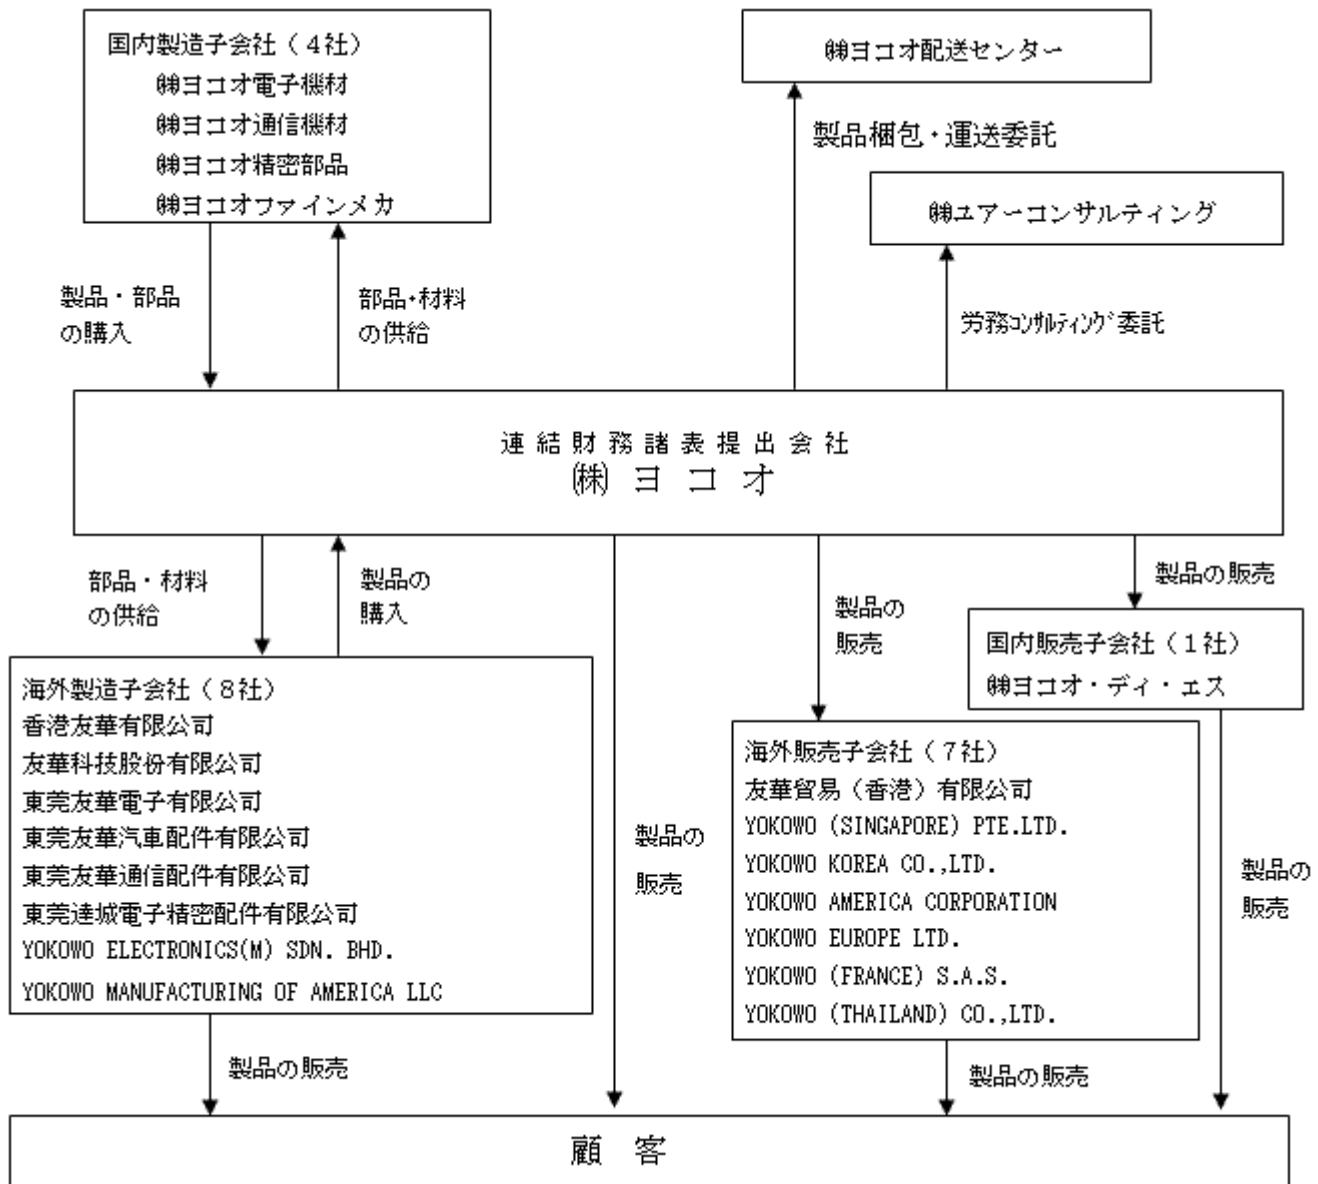 国内製造子会社（４社）
㈱ヨコオ電子機材
㈱ヨコオ通信機材
㈱ヨコオ精密部品
㈱ヨコオファインメカ
㈱ヨコオ配送センター
製品梱包・運送委託
㈱ユアーコンサルティング
製品・部品
の購入
部品・材料
の供給
労務ｺﾝｻﾙﾃｨﾝｸﾞ委託
連結財務諸表提出会社
㈱ヨコオ
部品・材料
の供給
製品の
購入
製品の
販売
製品の販売
国内販売子会社（１社）
㈱ヨコオ・ディ・エス
海外製造子会社（８社）
香港友華有限公司
友華科技股份有限公司
東莞友華電子有限公司
東莞友華汽車配件有限公司
東莞友華通信配件有限公司
東莞達城電子精密配件有限公司
YOKOWO ELECTRONICS(M) SDN. BHD.
YOKOWO MANUFACTURING OF AMERICA LLC
製品の
販売
海外販売子会社（７社）
友華貿易（香港）有限公司
YOKOWO (SINGAPORE) PTE.LTD.
YOKOWO KOREA CO.,LTD.
YOKOWO AMERICA CORPORATION
YOKOWO EUROPE LTD.
YOKOWO (FRANCE) S.A.S.
YOKOWO (THAILAND) CO.,LTD.
製品の
販売
製品の販売
製品の販売
顧客